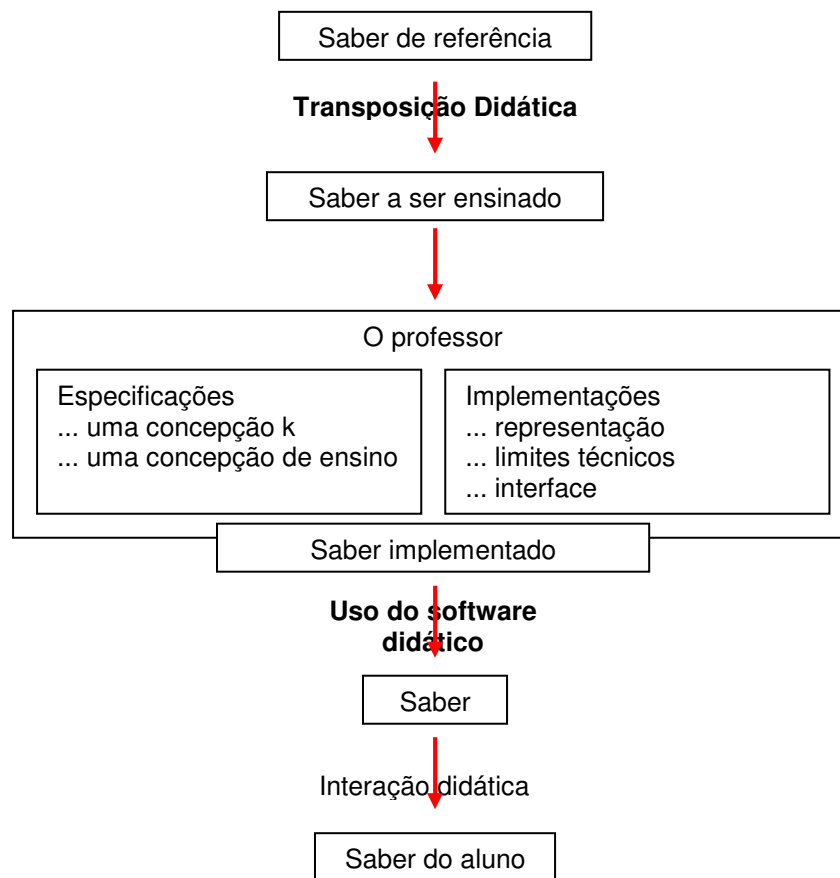 Saber de referência
Transposição Didática
Saber a ser ensinado
O professor
Especificações
... uma concepção k
... uma concepção de ensino
Implementações
... representação
... limites técnicos
... interface
Saber implementado
Uso do software
didático
Saber
Interação didática
Saber do aluno